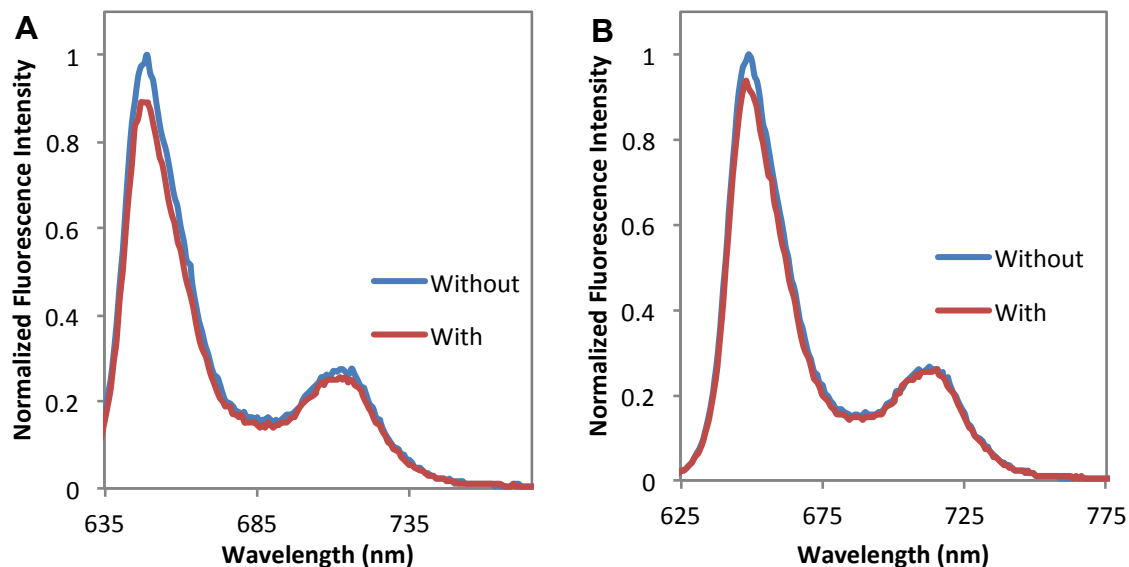 A
Normalized Fluorescence Intensity
1
0.8
0.6
0.4
0.2
0
635
685
735
Wavelength (nm)
Without
With
B
Normalized Fluorescence Intensity
1
0.8
0.6
0.4
0.2
0
625
675
725
775
Wavelength (nm)
Without
With